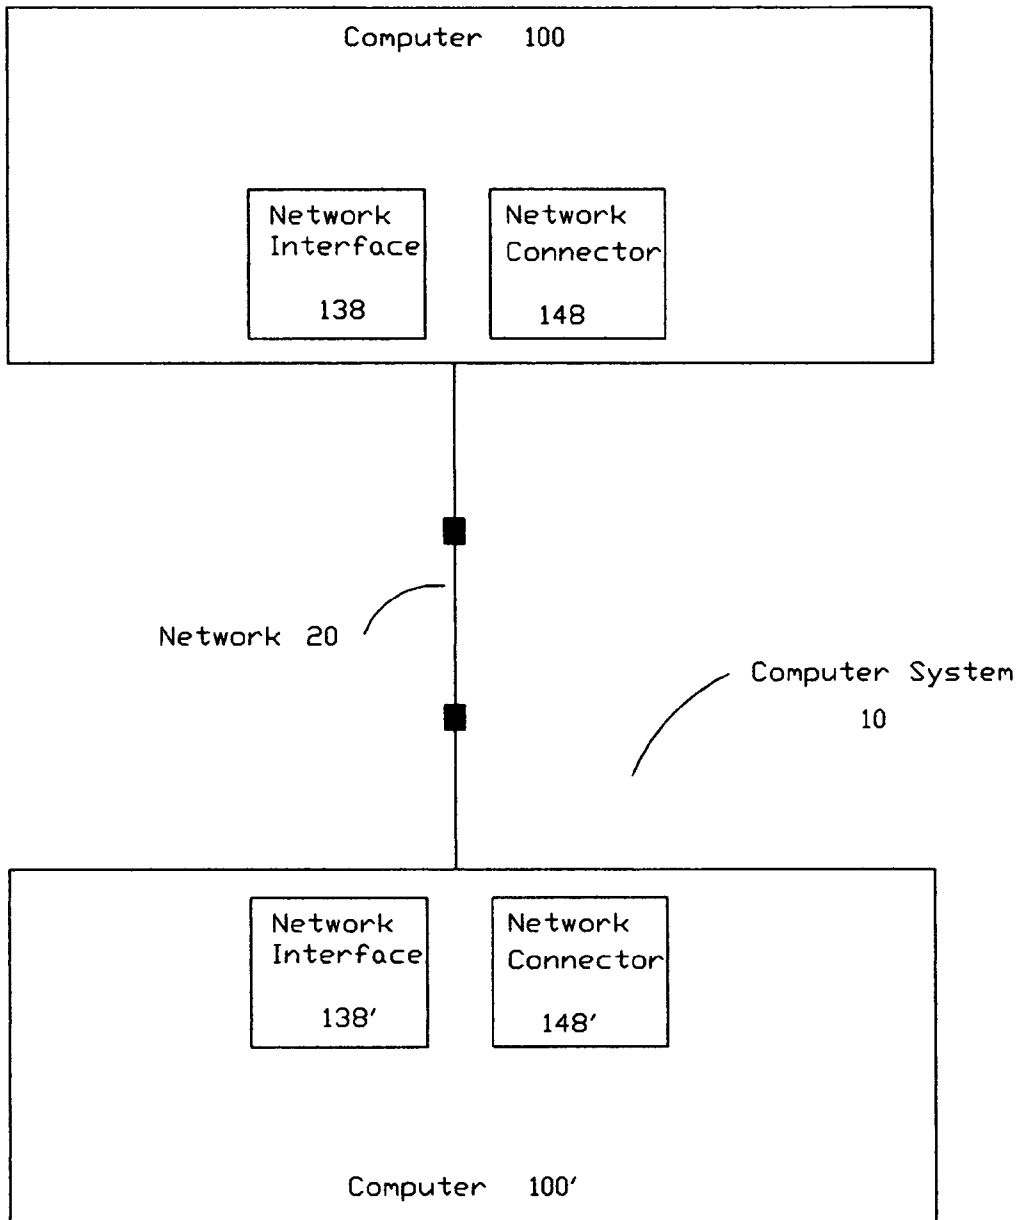 Computer 100
Network
Interface
138
Network
Connector
148
Network 20
Computer System
10
Network
Interface
138'
Network
Connector
148'
Computer 100'